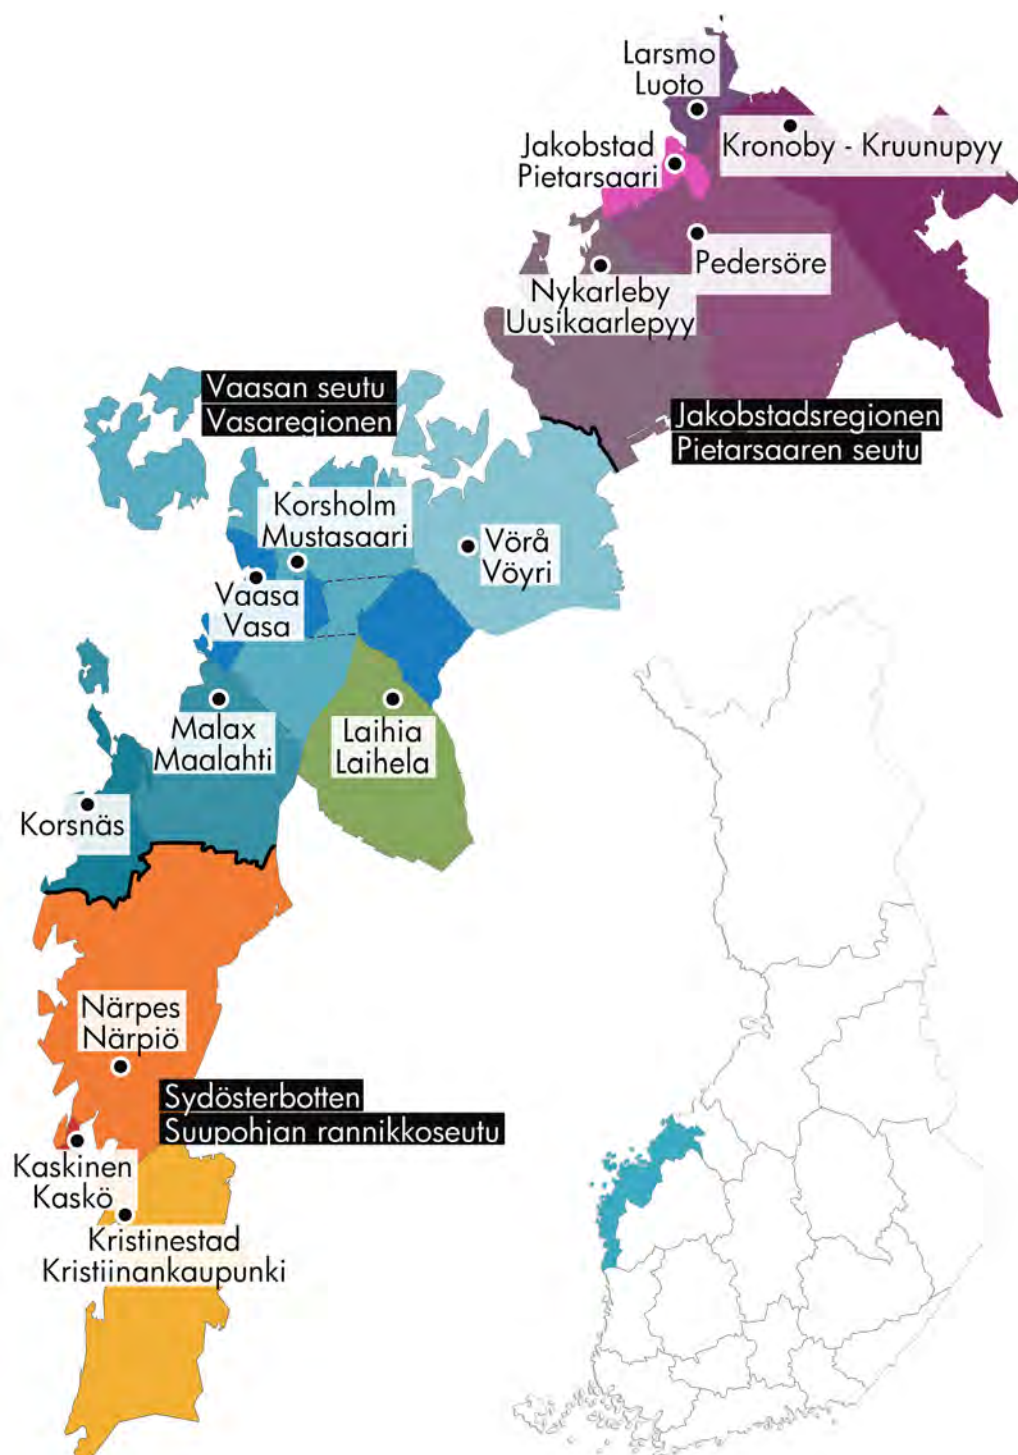 Larsmo
Luoto
Kronoby - Kruunupyy
Jakobstad
Pietarsaari
Pedersöre
Nykarleby
Uusikaarlepyy
Vaasan seutu
Vasaregionen
Jakobstadsregionen
Pietarsaaren seutu
Korsholm
Mustasaari
Vörå
Vöyri
Vaasa
Vasa
Malax
Maalahti
Laihia
Laihela
Korsnäs
Närpes
Närpiö
Sydösterbotten
Suupohjan rannikkoseutu
Kaskinen
Kaskö
Kristinestad
Kristiinankaupunki